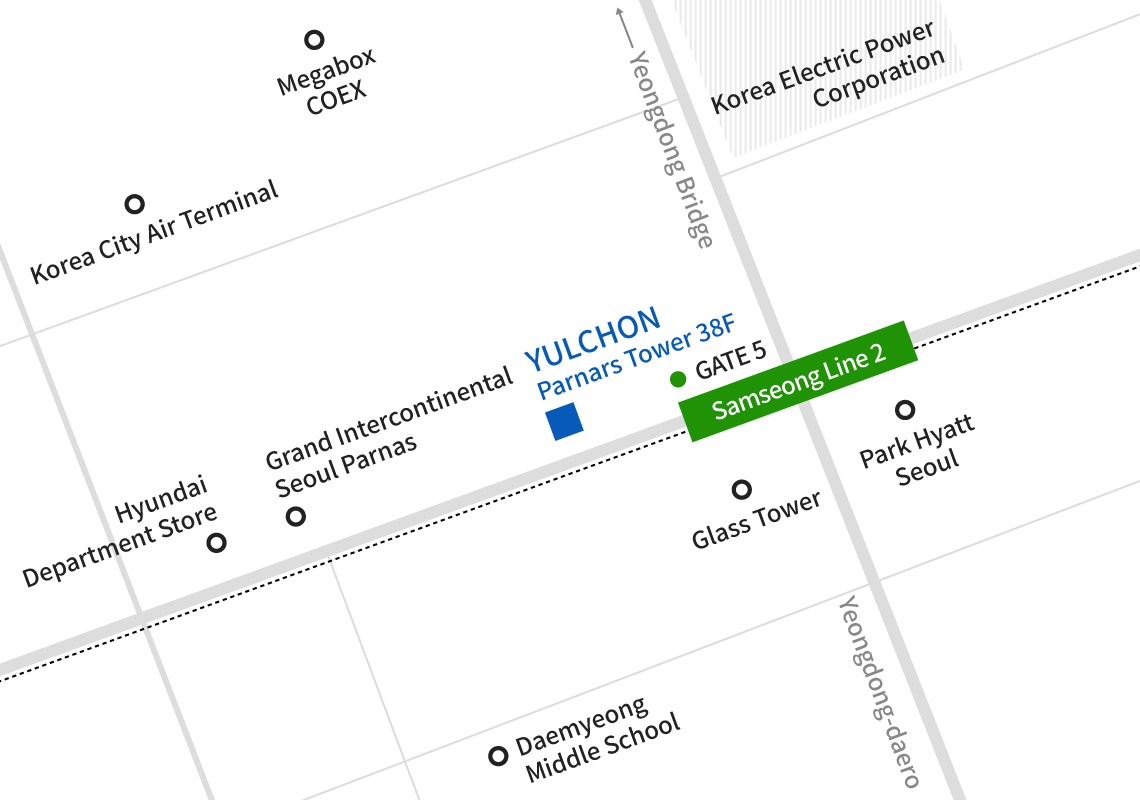 Megabox
COEX
Korea Electric Power
Corporation
Yeongdong Bridge
Korea City Air Terminal
YULCHON
Parnars Tower 38F
GATE 5
Samseong Line 2
Grand Intercontinental
Seoul Parnas
Park Hyatt
Seoul
Hyundai
Department Store
Glass Tower
Yeongdong-daero
Daemyeong
Middle School